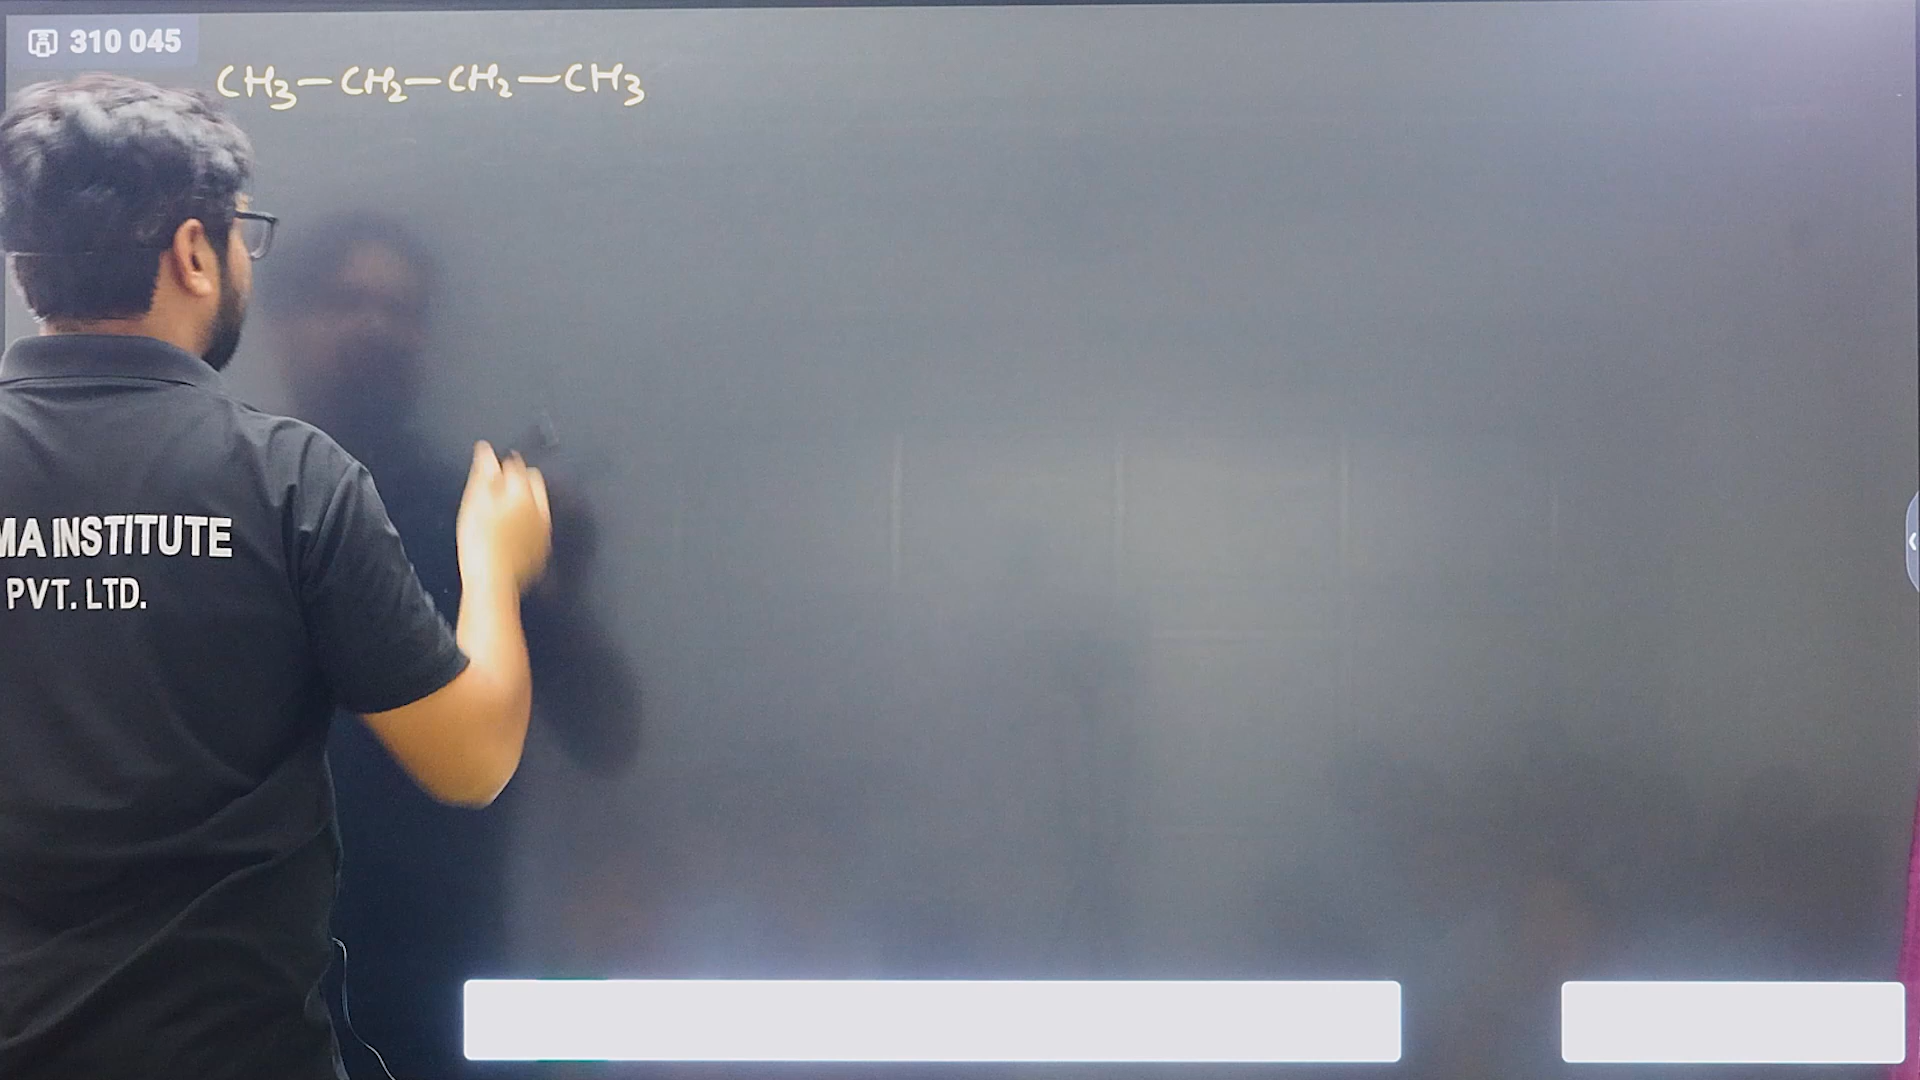 310 045
CH₃—CH₂—CH₂—CH₃
MA INSTITUTE
PVT. LTD.